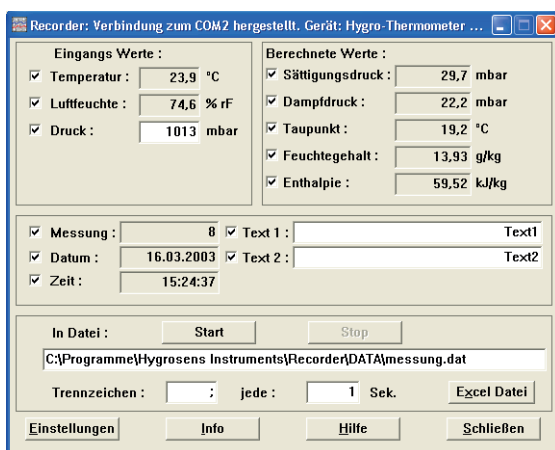 Recorder: Verbindung zum COM2 hergestellt. Gerät: Hygro-Thermometer ...
Eingangs Werte :
Temperatur : 23,9 °C
Luftfeuchte : 74,6 % rF
Druck : 1013 mbar
Berechnete Werte :
Sättigungsdruck : 29,7 mbar
Dampfdruck : 22,2 mbar
Taupunkt : 19,2 °C
Feuchtegehalt : 13,93 g/kg
Enthalpie : 59,52 kJ/kg
Messung : 8 Text 1 : Text1
Datum : 16.03.2003 Text 2 : Text2
Zeit : 15:24:37
In Datei : Start Stop
C:\Programme\Hygrosens Instruments\Recorder\DATA\messung.dat
Trennzeichen : ; jede : 1 Sek. Excel Datei
Einstellungen Info Hilfe Schließen